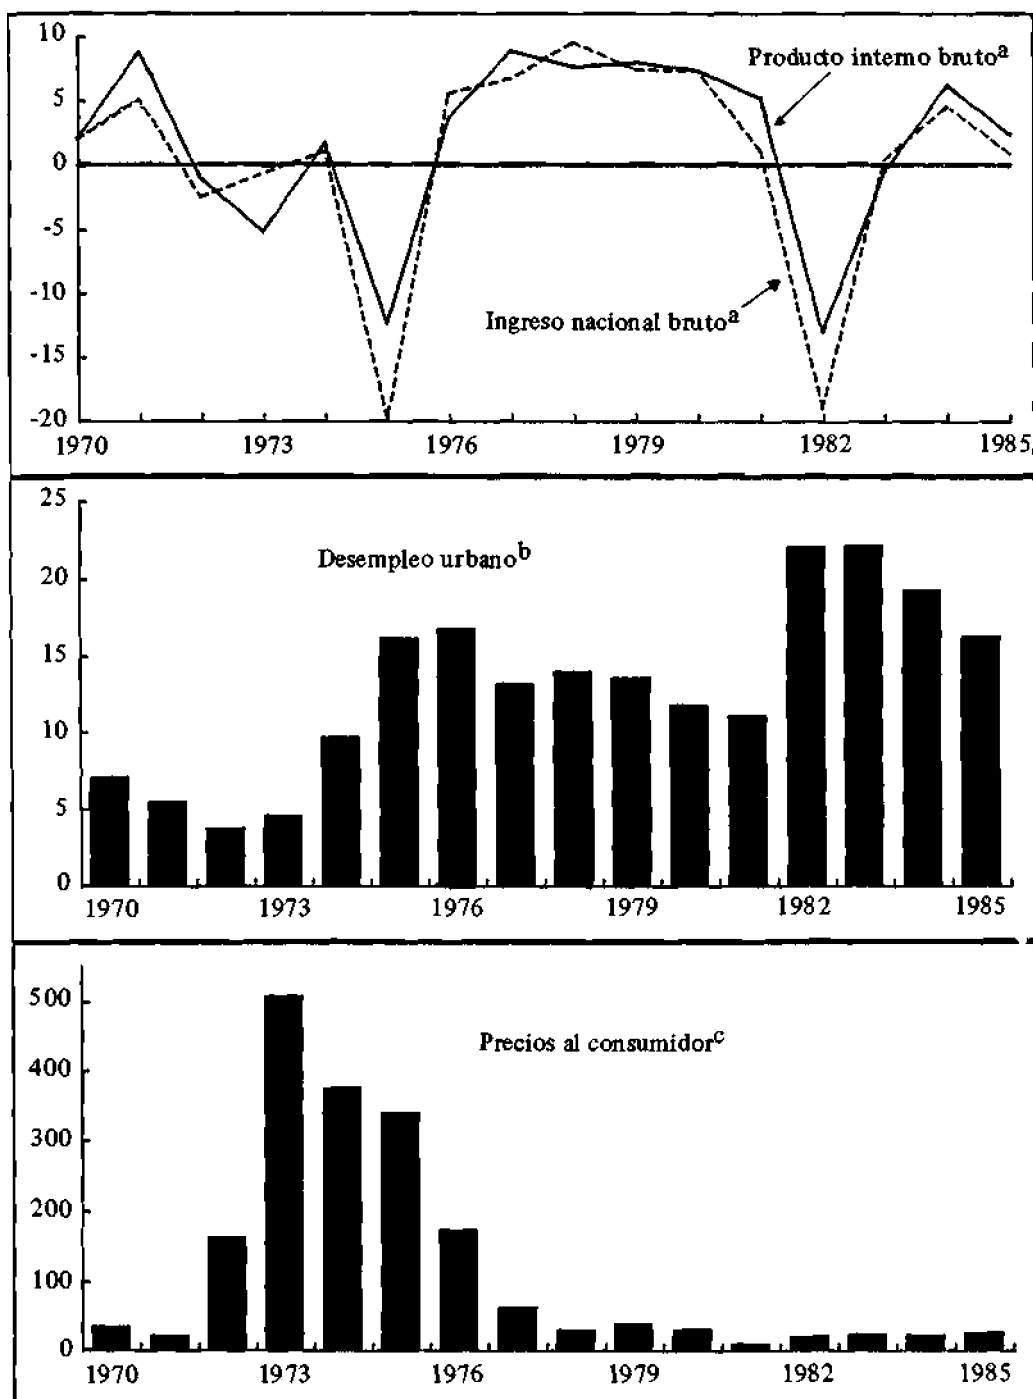 10
Producto interno bruto^a
5
0
-5
-10
Ingreso nacional bruto^a
-15
-20
1970 1973 1976 1979 1982 1985
25
Desempleo urbano^b
20
15
10
5
0
1970 1973 1976 1979 1982 1985
500
Precios al consumidor^c
400
300
200
100
0
1970 1973 1976 1979 1982 1985